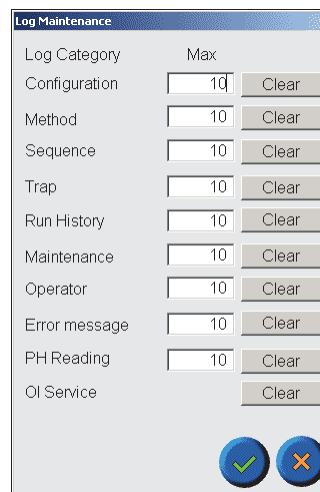 Log Maintenance
Log Category Max
Configuration 10 Clear
Method 10 Clear
Sequence 10 Clear
Trap 10 Clear
Run History 10 Clear
Maintenance 10 Clear
Operator 10 Clear
Error message 10 Clear
PH Reading 10 Clear
OI Service Clear